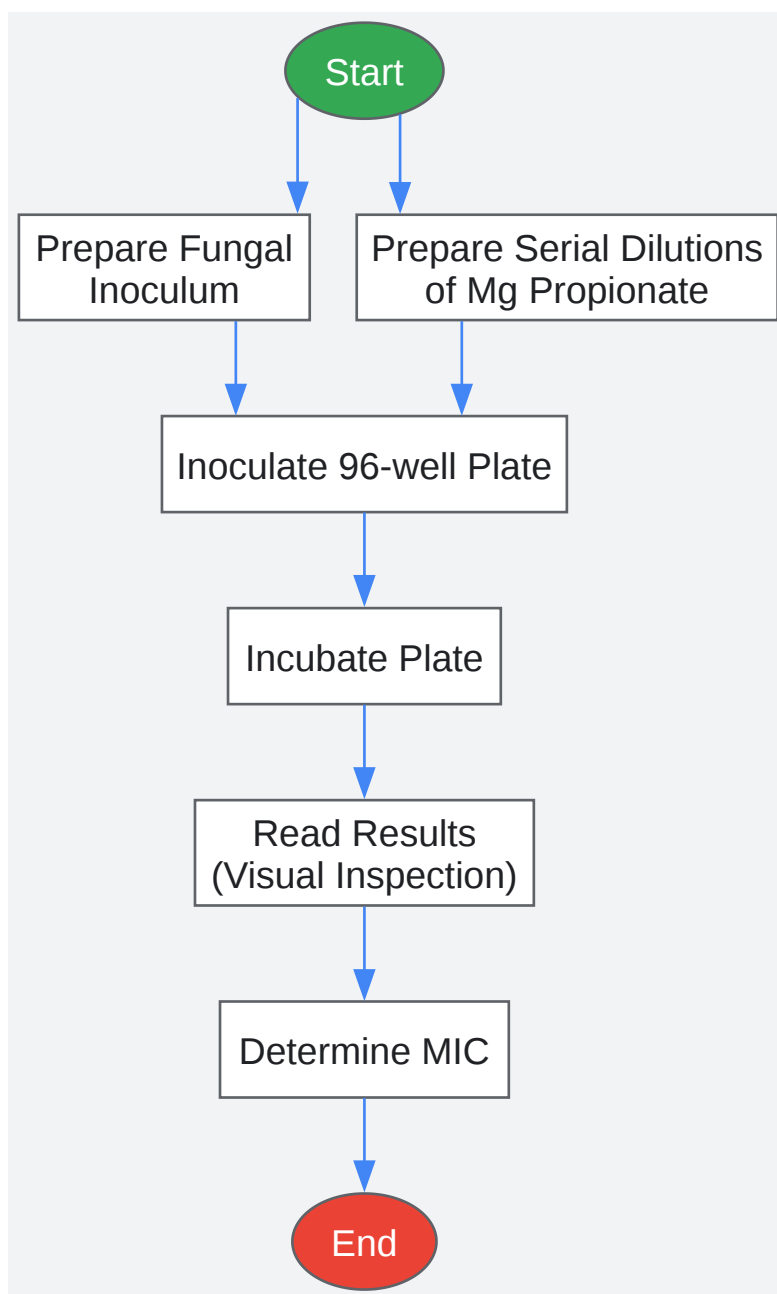 Start
Prepare Fungal
Inoculum
Prepare Serial Dilutions
of Mg Propionate
Inoculate 96-well Plate
Incubate Plate
Read Results
(Visual Inspection)
Determine MIC
End